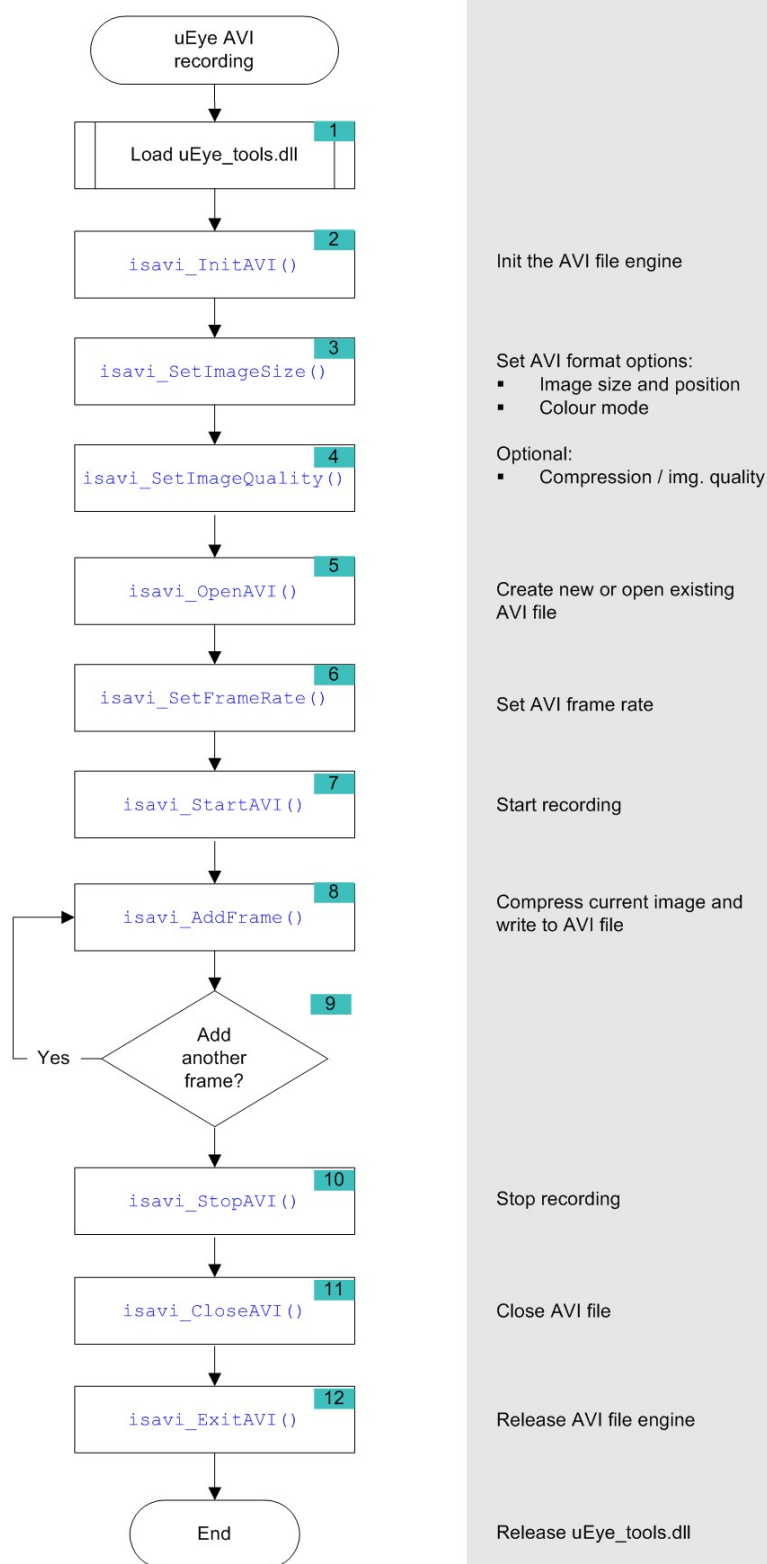 uEye AVI
recording
1
Load uEye_tools.dll
2
isavi_InitAVI()
Init the AVI file engine
3
isavi_SetImageSize()
Set AVI format options:
▪ Image size and position
▪ Colour mode
4
isavi_SetImageQuality()
Optional:
▪ Compression / img. quality
5
isavi_OpenAVI()
Create new or open existing
AVI file
6
isavi_SetFrameRate()
Set AVI frame rate
7
isavi_StartAVI()
Start recording
8
isavi_AddFrame()
Compress current image and
write to AVI file
9
Add
another
frame?
Yes
10
isavi_StopAVI()
Stop recording
11
isavi_CloseAVI()
Close AVI file
12
isavi_ExitAVI()
Release AVI file engine
End
Release uEye_tools.dll